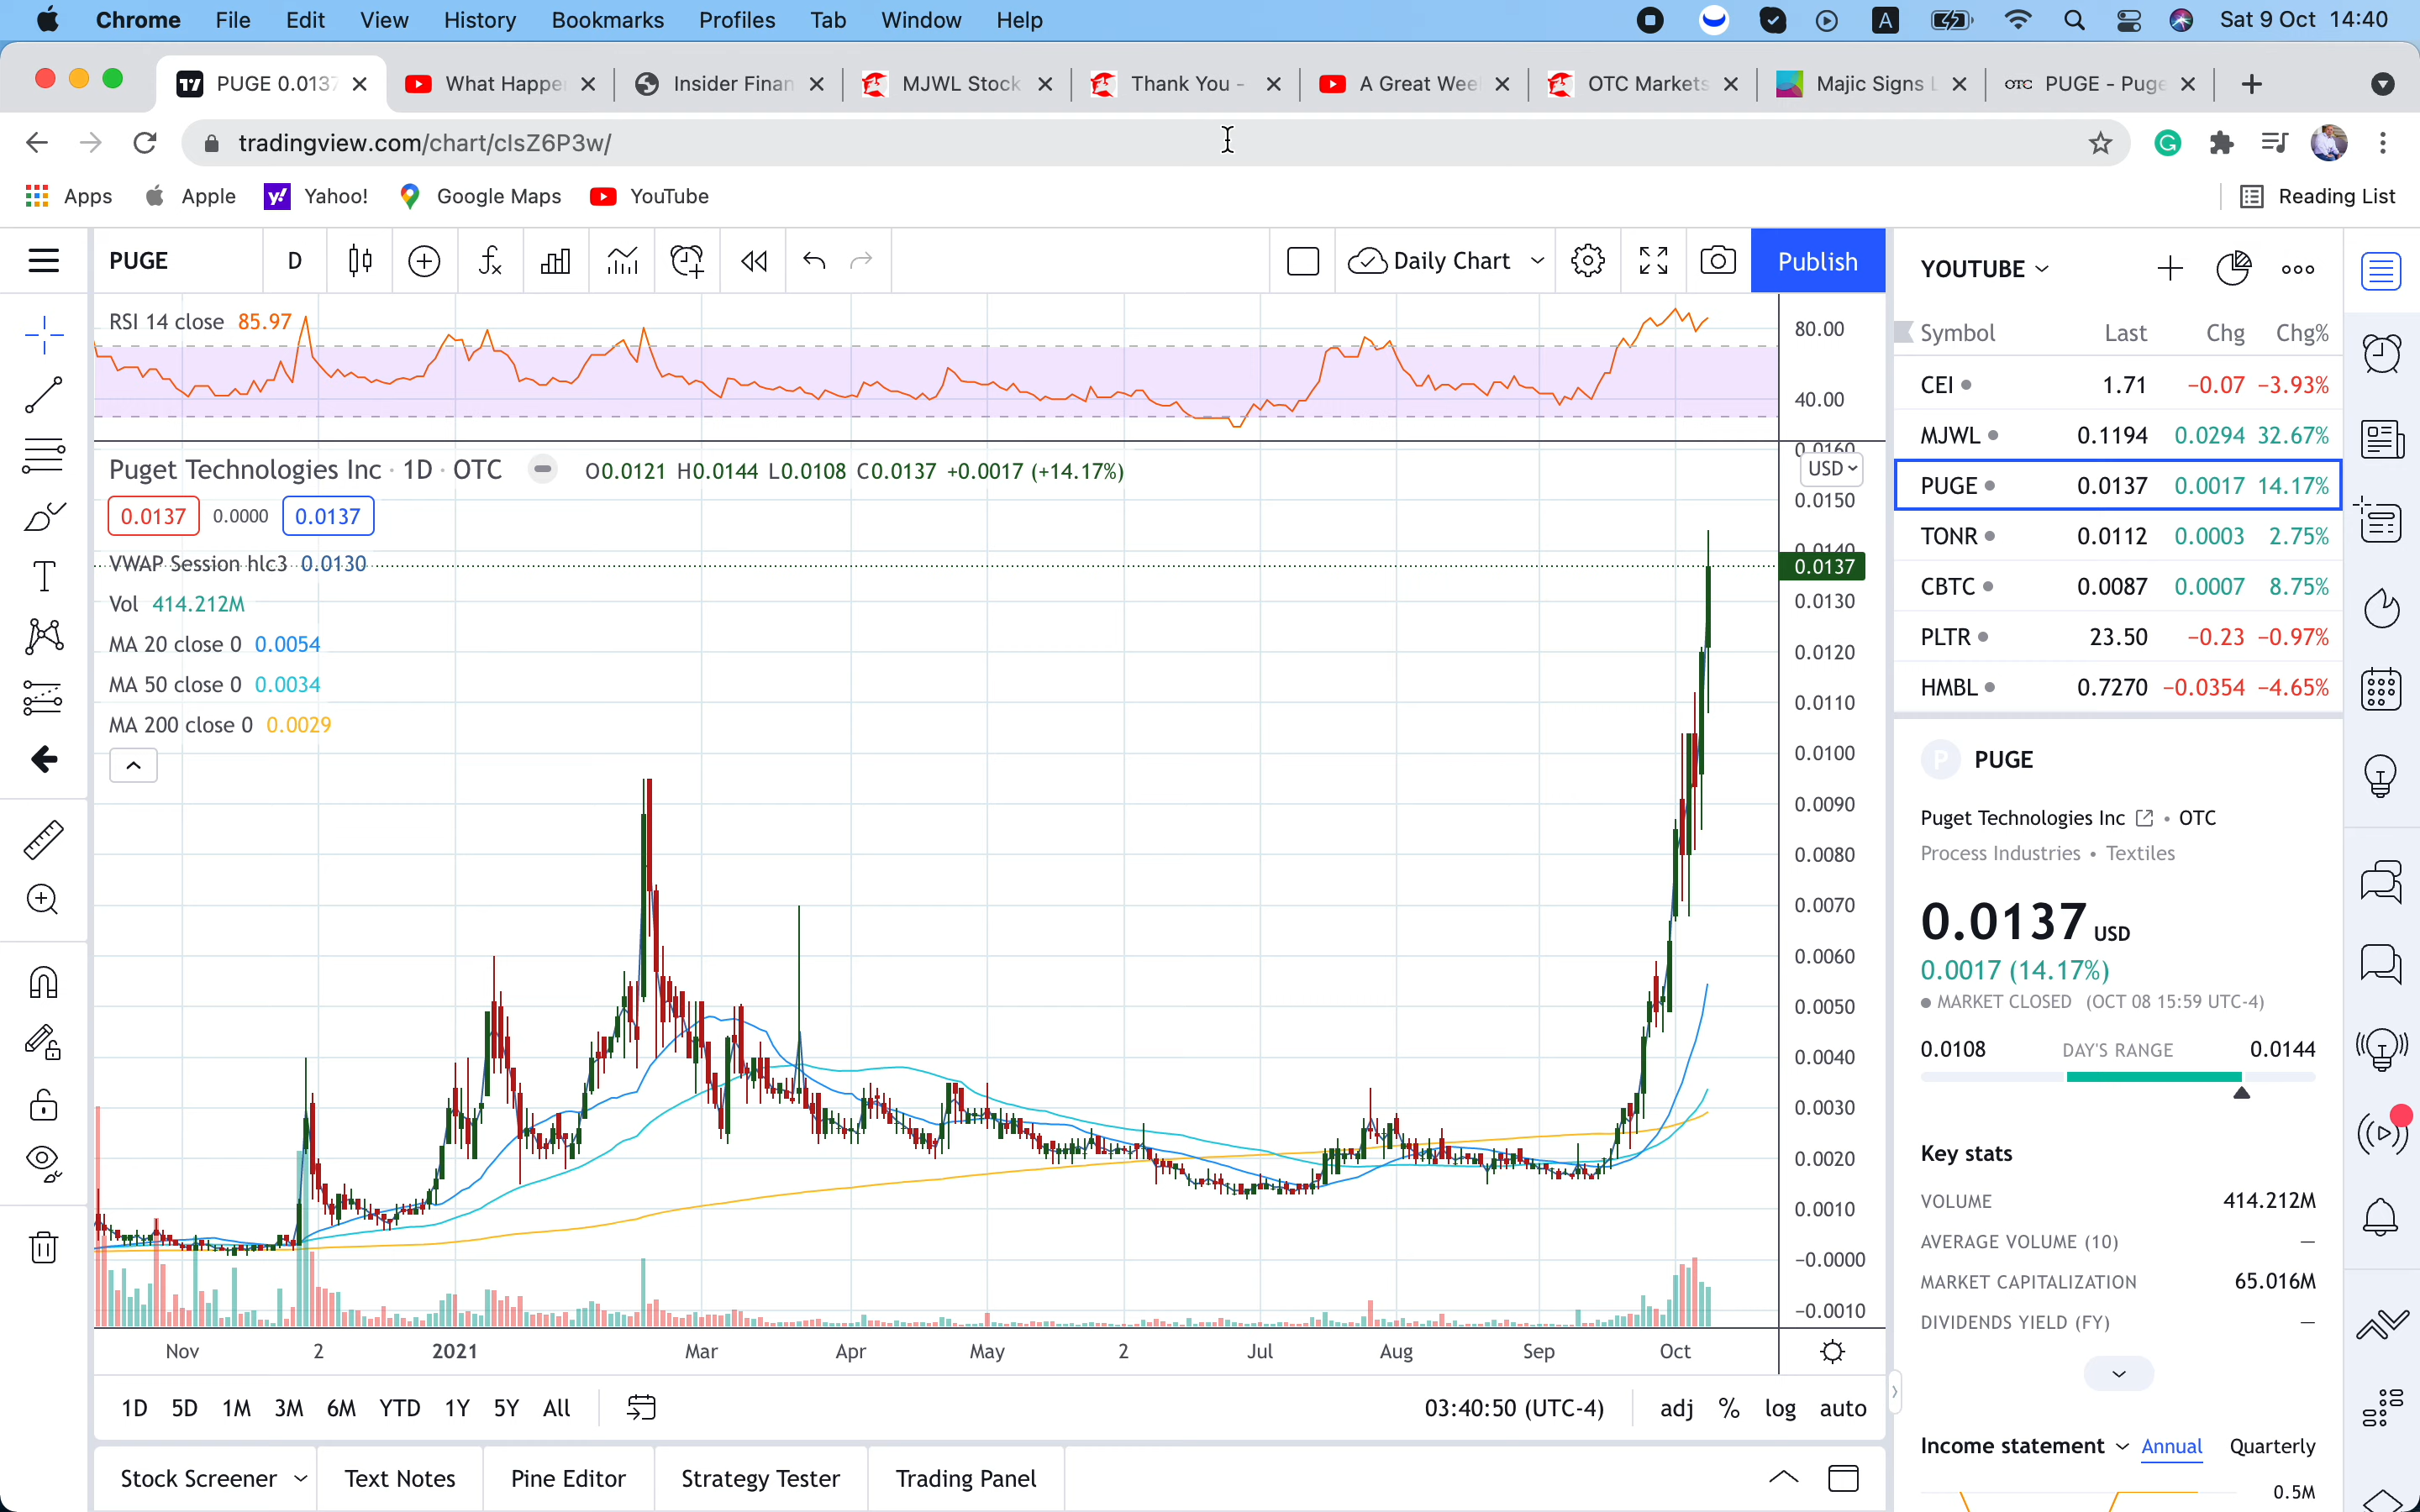 Chrome File Edit View History Bookmarks Profiles Tab Window Help A Sat 9 Oct 14:40
PUGE 0.0137 What Happe Insider Finan MJWL Stock Thank You - A Great Wee OTC Markets Majic Signs L OTC PUGE - Puge
tradingview.com/chart/clsZ6P3w/
Apps Apple Yahoo! Google Maps YouTube Reading List
PUGE D Daily Chart Publish
RSI 14 close 85.97
80.00
40.00
Puget Technologies Inc · 1D · OTC O0.0121 H0.0144 L0.0108 C0.0137 +0.0017 (+14.17%)
0.0137 0.0000 0.0137
VWAP Session hlc3 0.0130
Vol 414.212M
MA 20 close 0 0.0054
MA 50 close 0 0.0034
MA 200 close 0 0.0029
0.0160
USD
0.0150
0.0140
0.0137
0.0130
0.0120
0.0110
0.0100
0.0090
0.0080
0.0070
0.0060
0.0050
0.0040
0.0030
0.0020
0.0010
−0.0000
−0.0010
Nov 2 2021 Mar Apr May 2 Jul Aug Sep Oct
1D 5D 1M 3M 6M YTD 1Y 5Y All 03:40:50 (UTC-4) adj % log auto
Stock Screener Text Notes Pine Editor Strategy Tester Trading Panel
YOUTUBE
Symbol Last Chg Chg%
CEI 1.71 −0.07 −3.93%
MJWL 0.1194 0.0294 32.67%
PUGE 0.0137 0.0017 14.17%
TONR 0.0112 0.0003 2.75%
CBTC 0.0087 0.0007 8.75%
PLTR 23.50 −0.23 −0.97%
HMBL 0.7270 −0.0354 −4.65%
P PUGE
Puget Technologies Inc • OTC
Process Industries • Textiles
0.0137 USD
0.0017 (14.17%)
MARKET CLOSED (OCT 08 15:59 UTC-4)
0.0108 DAY'S RANGE 0.0144
Key stats
VOLUME 414.212M
AVERAGE VOLUME (10) —
MARKET CAPITALIZATION 65.016M
DIVIDENDS YIELD (FY) —
Income statement Annual Quarterly
0.5M